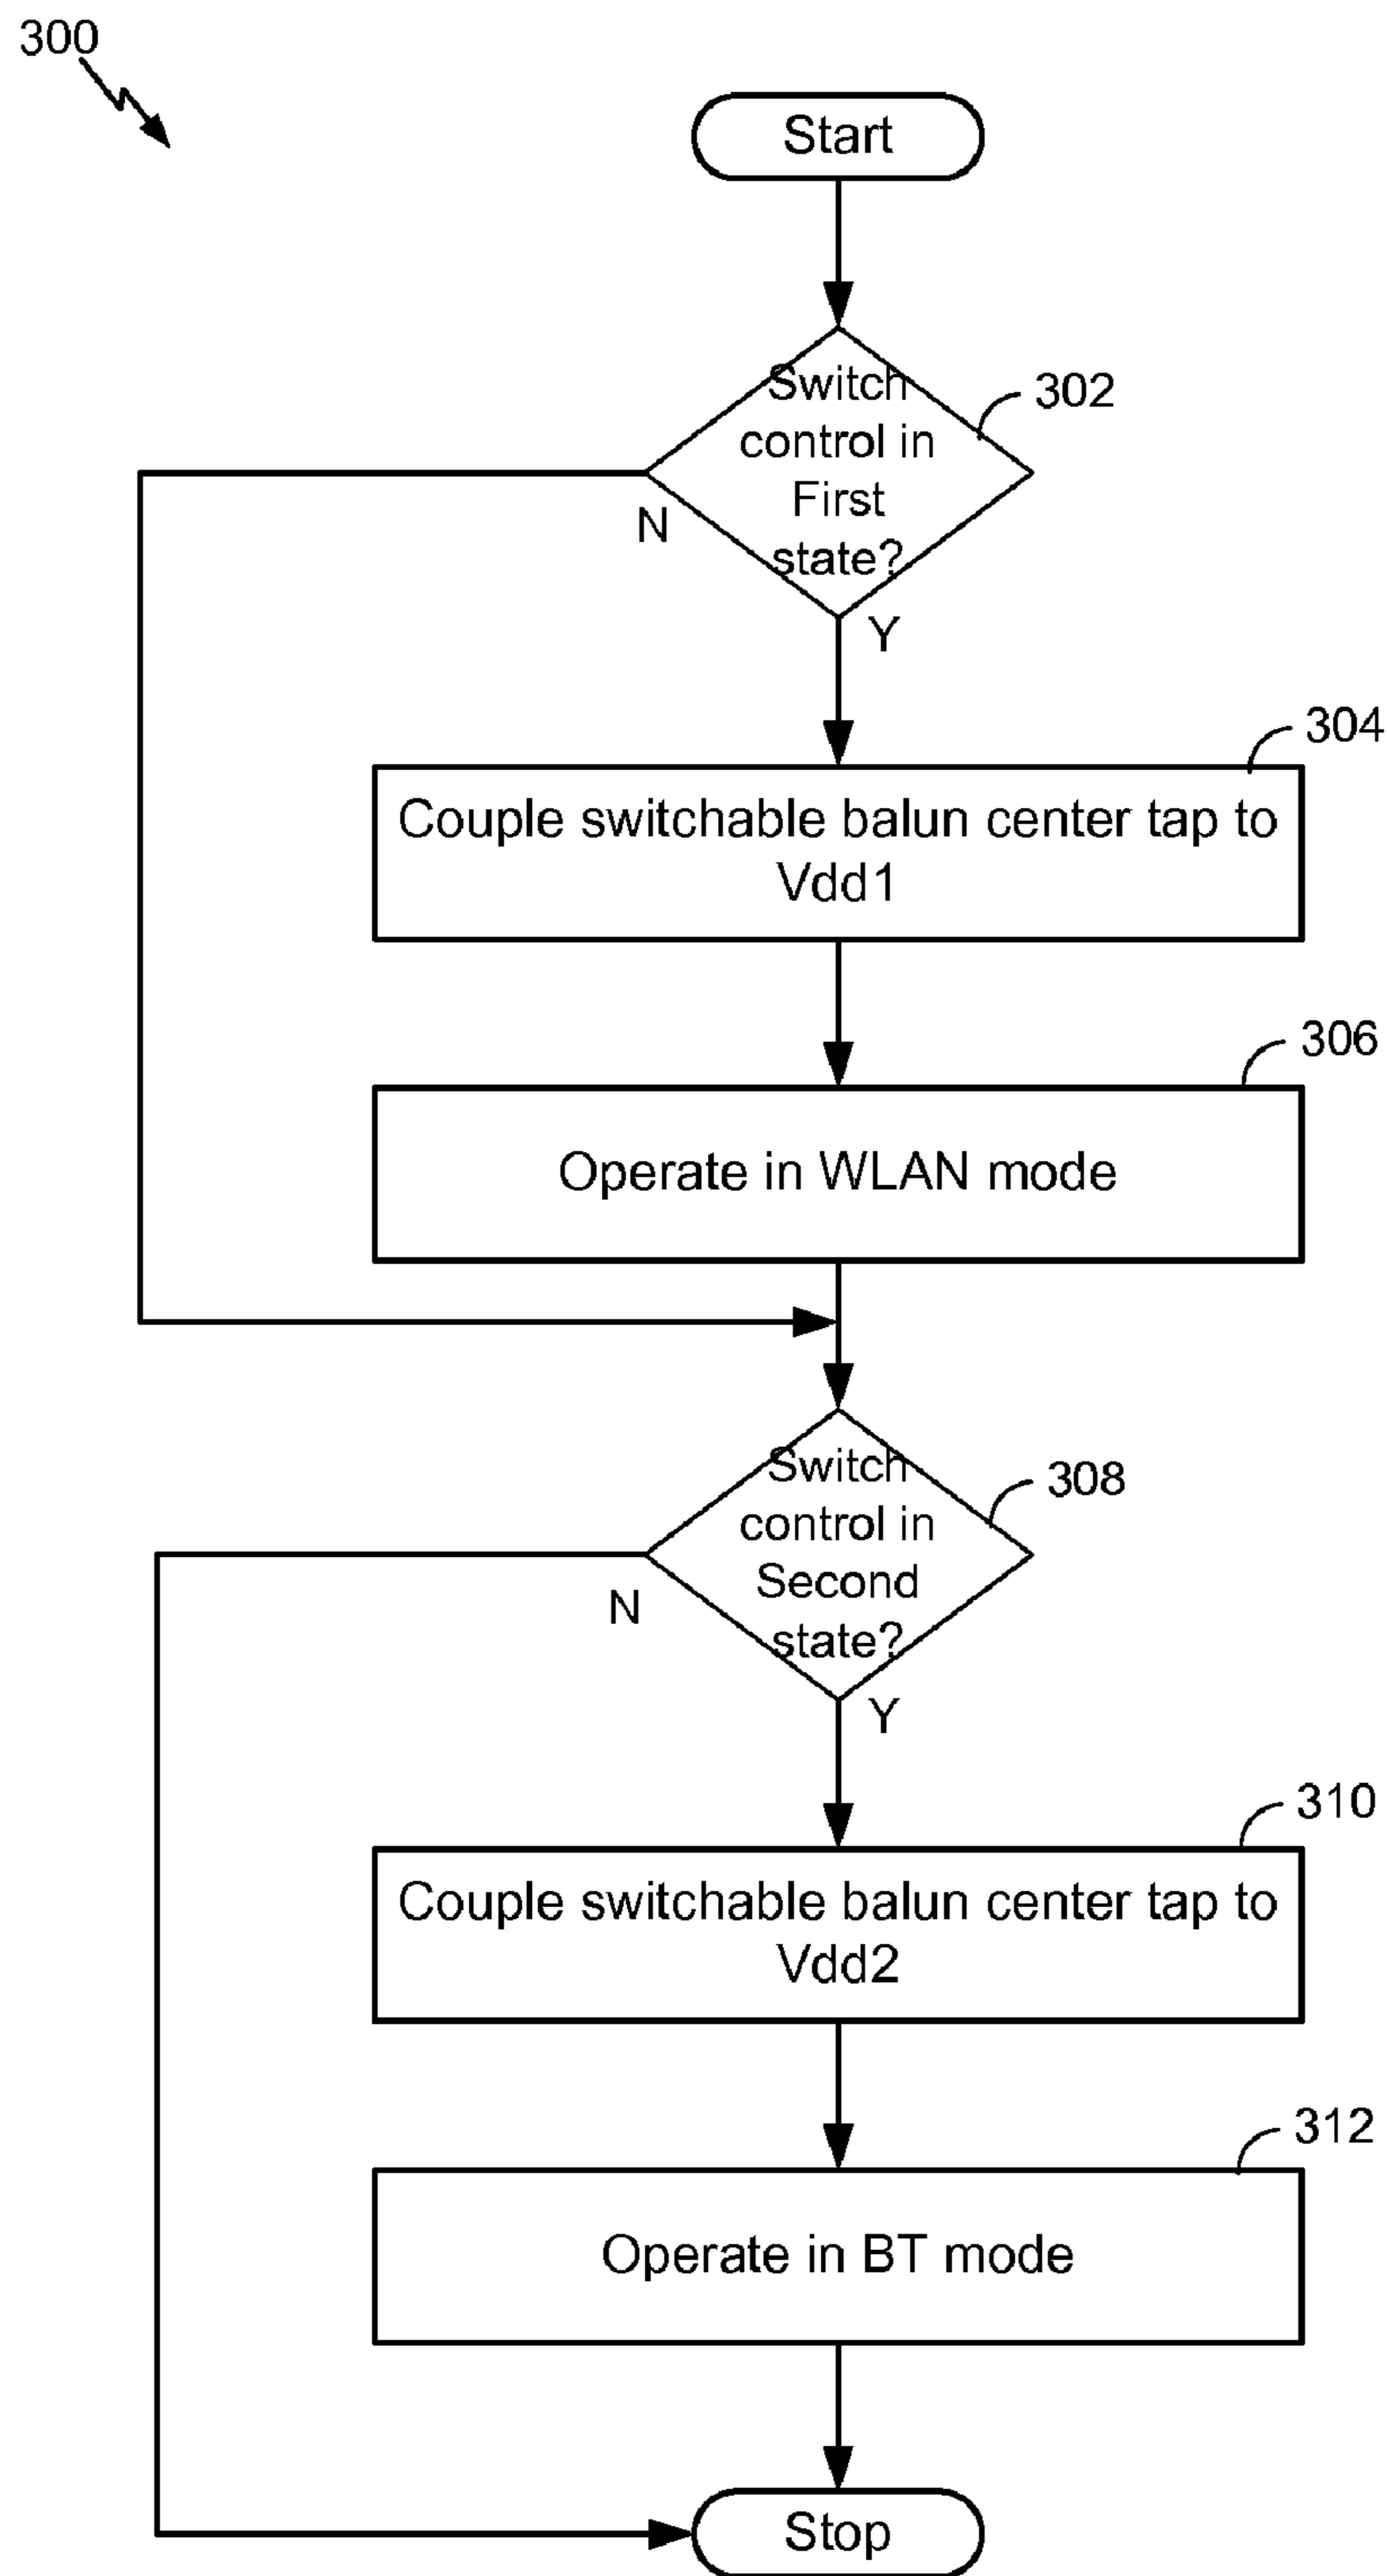 300
Start
Switch
control in
First
state?
302
N
Y
304
Couple switchable balun center tap to
Vdd1
306
Operate in WLAN mode
Switch
control in
Second
state?
308
N
Y
310
Couple switchable balun center tap to
Vdd2
312
Operate in BT mode
Stop